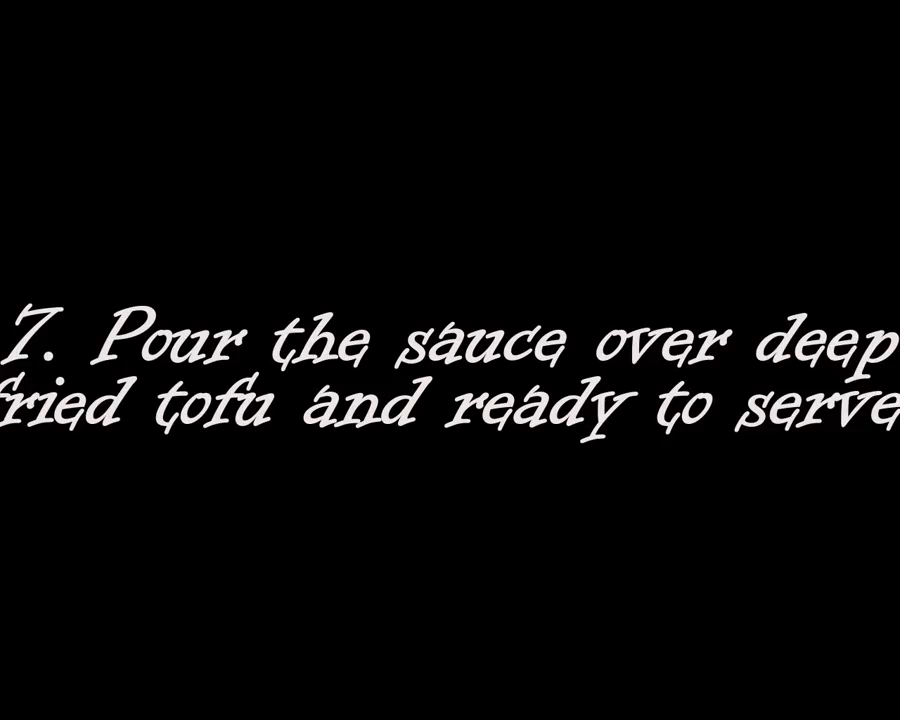 7. Pour the sauce over deep
fried tofu and ready to serve